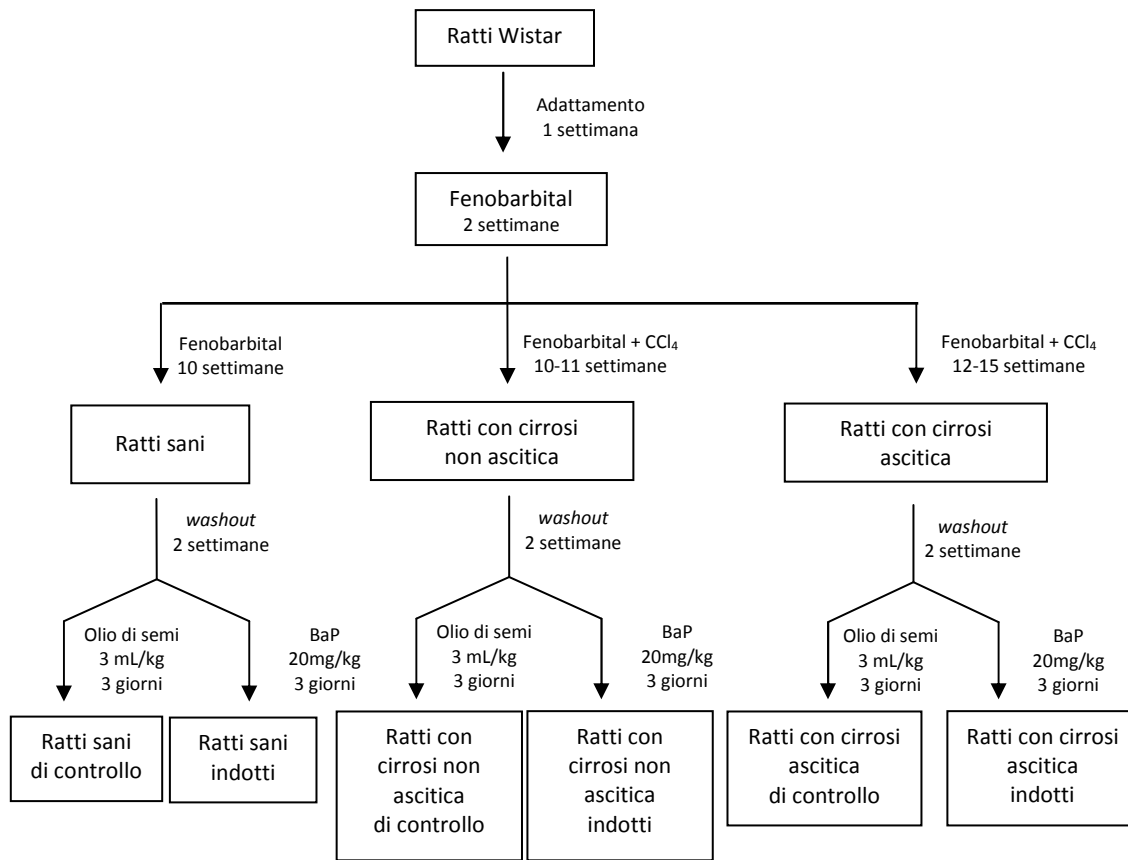 Ratti Wistar
Adattamento
1 settimana
Fenobarbital
2 settimane
Fenobarbital
10 settimane
Fenobarbital + CCl₄
10-11 settimane
Fenobarbital + CCl₄
12-15 settimane
Ratti sani
Ratti con cirrosi
non ascitica
Ratti con cirrosi
ascitica
washout
2 settimane
washout
2 settimane
washout
2 settimane
Olio di semi
3 mL/kg
3 giorni
BaP
20mg/kg
3 giorni
Olio di semi
3 mL/kg
3 giorni
BaP
20mg/kg
3 giorni
Olio di semi
3 mL/kg
3 giorni
BaP
20mg/kg
3 giorni
Ratti sani
di controllo
Ratti sani
indotti
Ratti con
cirrosi non
ascitica
di controllo
Ratti con
cirrosi non
ascitica
indotti
Ratti con cirrosi
ascitica
di controllo
Ratti con cirrosi
ascitica
indotti